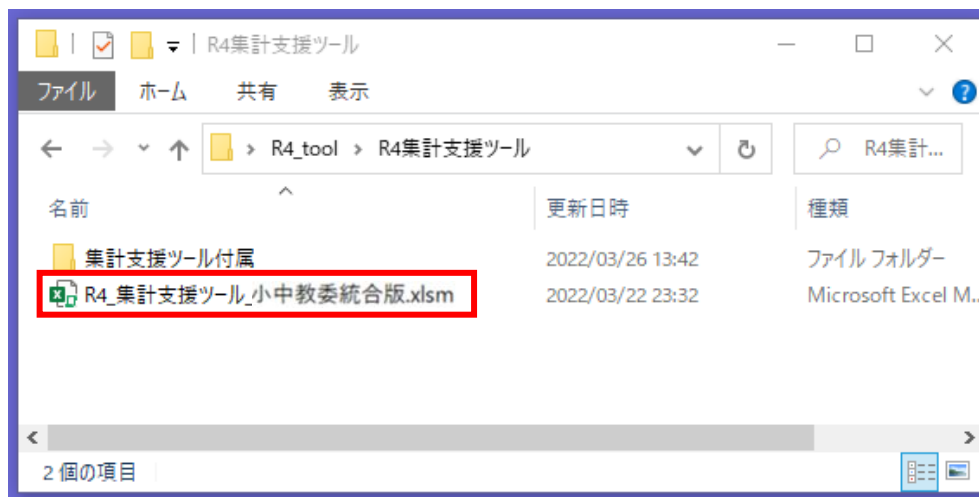 R4集計支援ツール
ファイル ホーム 共有 表示
R4_tool > R4集計支援ツール R4集計...
名前 更新日時 種類
集計支援ツール付属 2022/03/26 13:42 ファイル フォルダー
R4_集計支援ツール_小中教委統合版.xlsm 2022/03/22 23:32 Microsoft Excel M...
2 個の項目